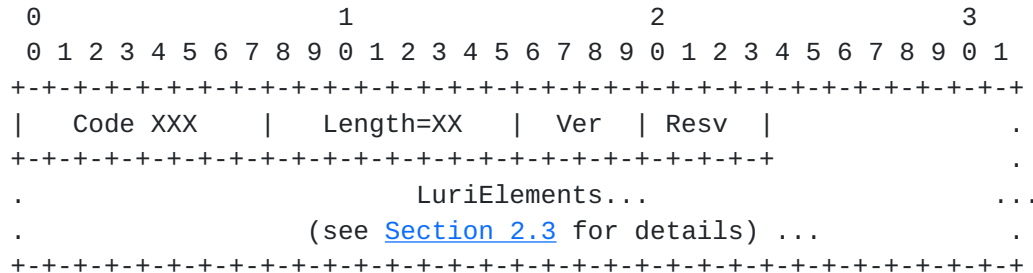 0                   1                   2                   3
 0 1 2 3 4 5 6 7 8 9 0 1 2 3 4 5 6 7 8 9 0 1 2 3 4 5 6 7 8 9 0 1
+-+-+-+-+-+-+-+-+-+-+-+-+-+-+-+-+-+-+-+-+-+-+-+-+-+-+-+-+-+-+-+-+
|   Code XXX    |   Length=XX   |  Ver  | Resv  |               .
+-+-+-+-+-+-+-+-+-+-+-+-+-+-+-+-+-+-+-+-+-+-+-+-+               .
.                         LuriElements...                      ...
.                  (see Section 2.3 for details) ...            .
+-+-+-+-+-+-+-+-+-+-+-+-+-+-+-+-+-+-+-+-+-+-+-+-+-+-+-+-+-+-+-+-+